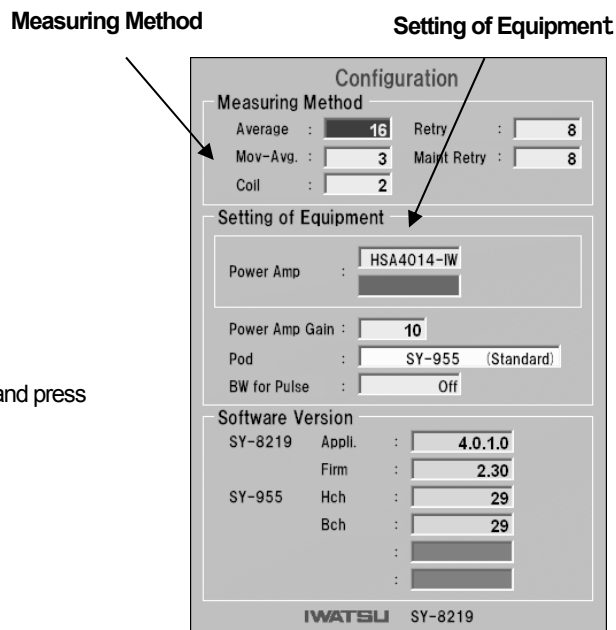 Measuring Method
Setting of Equipment
Configuration
Measuring Method
Average : 16 Retry : 8
Mov-Avg. : 3 Maint Retry : 8
Coil : 2
Setting of Equipment
Power Amp : HSA4014-IW
Power Amp Gain : 10
Pod : SY-955 (Standard)
BW for Pulse : Off
and press
Software Version
SY-8219 Appli. : 4.0.1.0
Firm : 2.30
SY-955 Hch : 29
Bch : 29
:
:
IWATSU SY-8219